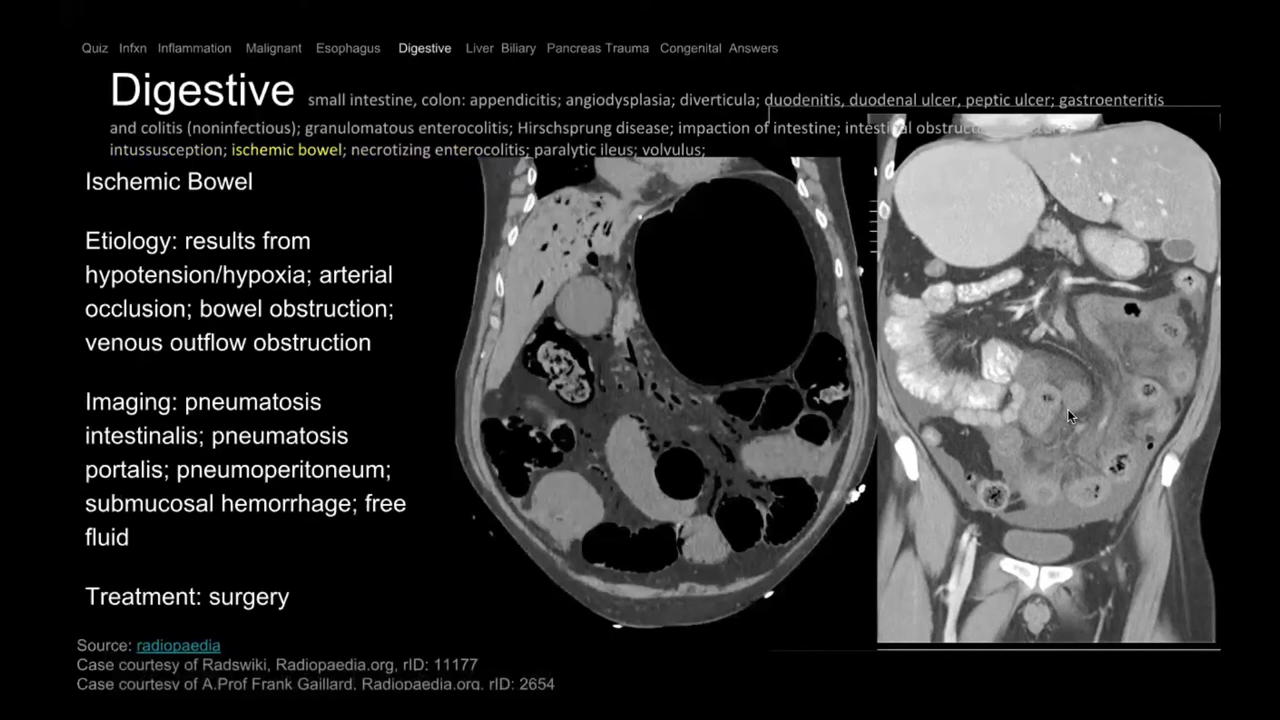 Quiz Infxn Inflammation Malignant Esophagus Digestive Liver Biliary Pancreas Trauma Congenital Answers
Digestive small intestine, colon: appendicitis; angiodysplasia; diverticula; duodenitis, duodenal ulcer, peptic ulcer; gastroenteritis
and colitis (noninfectious); granulomatous enterocolitis; Hirschsprung disease; impaction of intestine; intestinal
intussusception; ischemic bowel; necrotizing enterocolitis; paralytic ileus; volvulus;
Ischemic Bowel
Etiology: results from
hypotension/hypoxia; arterial
occlusion; bowel obstruction;
venous outflow obstruction
Imaging: pneumatosis
intestinalis; pneumatosis
portalis; pneumoperitoneum;
submucosal hemorrhage; free
fluid
Treatment: surgery
Source: radiopaedia
Case courtesy of Radswiki, Radiopaedia.org, rID: 11177
Case courtesy of A.Prof Frank Gaillard, Radiopaedia.org, rID: 2654